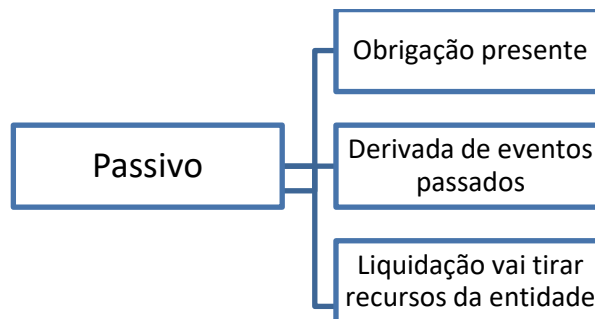 Passivo
Obrigação presente
Derivada de eventos
passados
Liquidação vai tirar
recursos da entidade